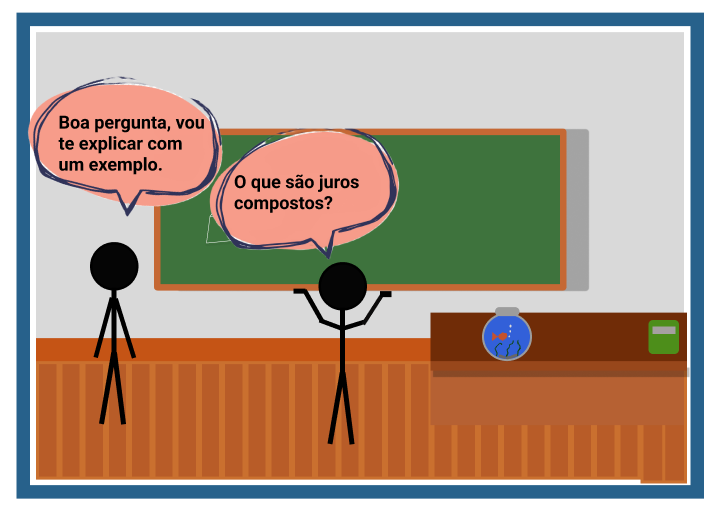 Boa pergunta, vou
te explicar com
um exemplo.
O que são juros
compostos?